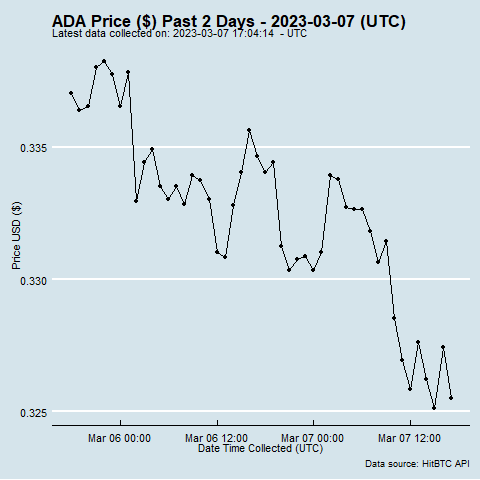 ADA Price ($) Past 2 Days - 2023-03-07 (UTC)
Latest data collected on: 2023-03-07 17:04:14 - UTC
0.335
0.330
0.325
Price USD ($)
Mar 06 00:00 Mar 06 12:00 Mar 07 00:00 Mar 07 12:00
Date Time Collected (UTC)
Data source: HitBTC API